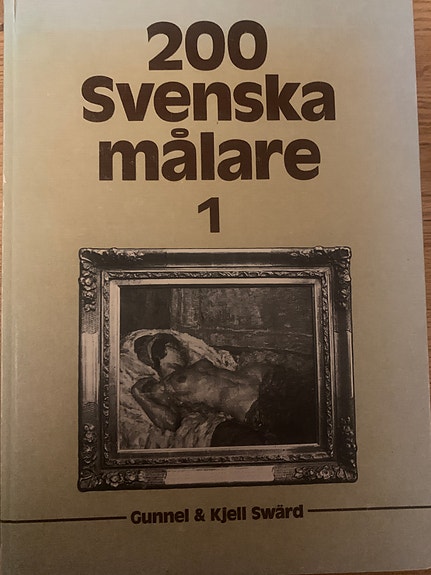 200
Svenska
målare
1
Gunnel & Kjell Swärd